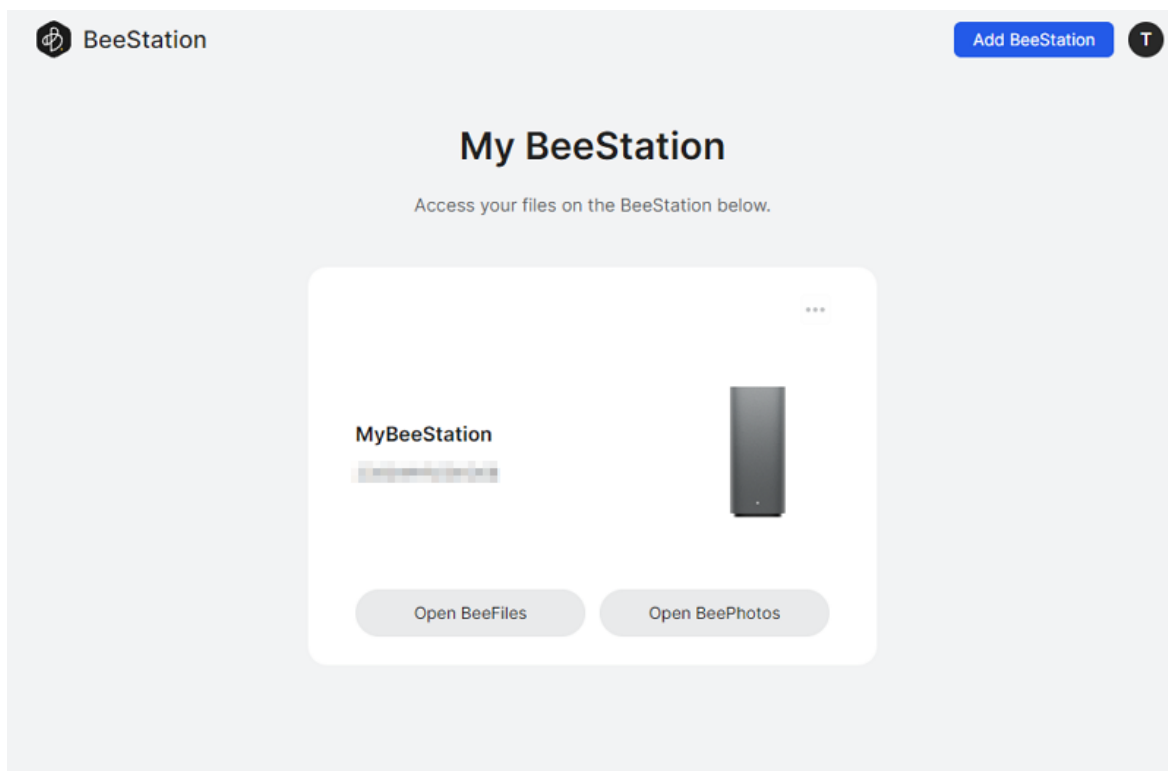 BeeStation
Add BeeStation
T
My BeeStation
Access your files on the BeeStation below.
MyBeeStation
Open BeeFiles
Open BeePhotos